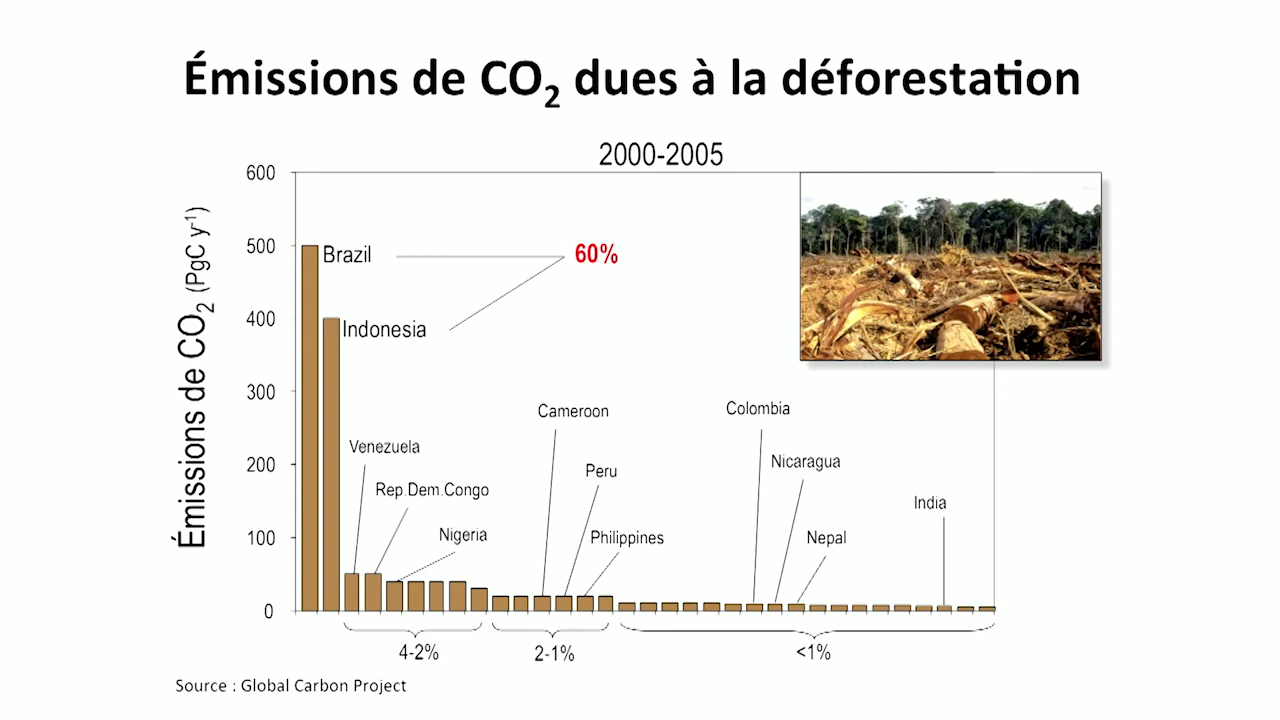 Émissions de CO2 dues à la déforestation
2000-2005
Émissions de CO2 (PgC y-1)
600
500
400
300
200
100
0
Brazil
60%
Indonesia
Venezuela
Rep.Dem.Congo
Nigeria
Cameroon
Peru
Philippines
Colombia
Nicaragua
Nepal
India
4-2%
2-1%
<1%
Source : Global Carbon Project